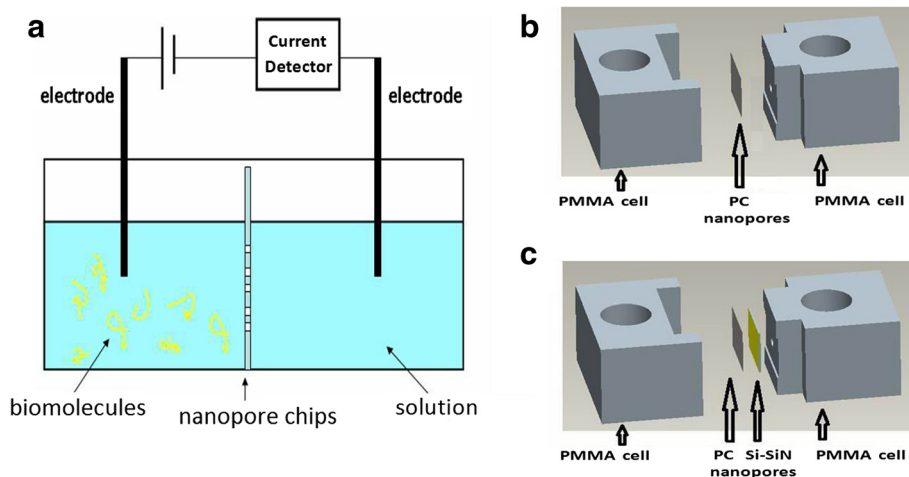 a
Current
Detector
electrode
electrode
biomolecules
nanopore chips
solution
b
PMMA cell
PC
nanopores
PMMA cell
c
PMMA cell
PC Si-SiN
nanopores
PMMA cell